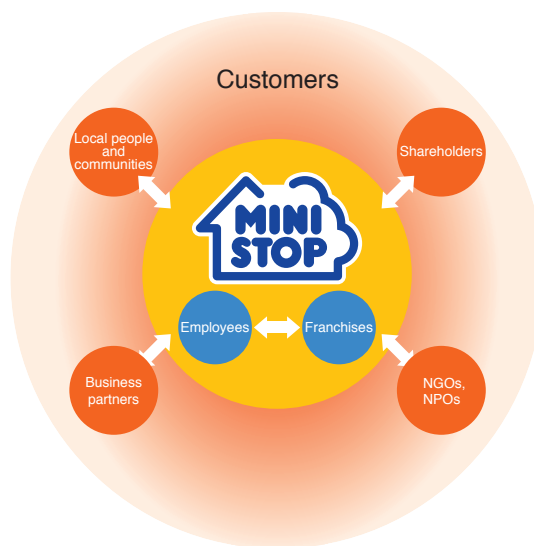 Customers
Local people
and
communities
Shareholders
MINI
STOP
Employees
Franchises
Business
partners
NGOs,
NPOs